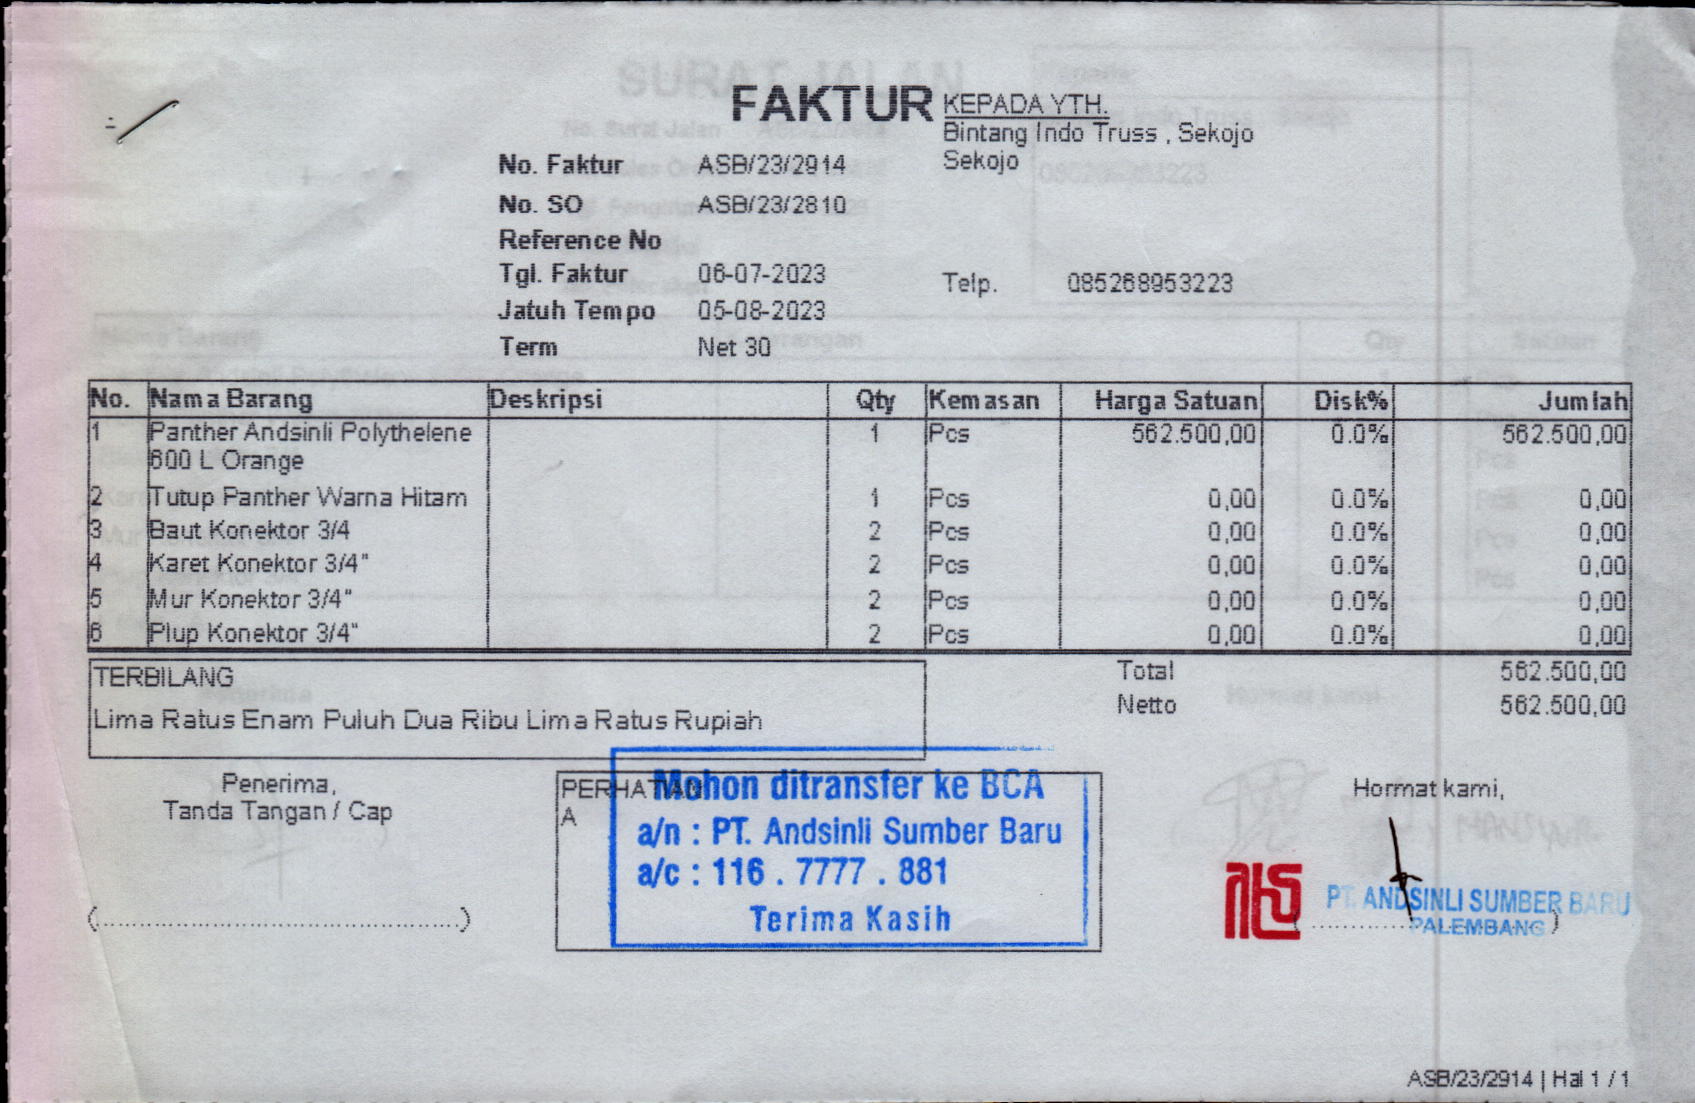 FAKTUR
KEPADA YTH.
Bintang Indo Truss , Sekojo
Sekojo
No. Faktur ASB/23/2914
No. SO ASB/23/2810
Reference No
Tgl. Faktur 06-07-2023
Telp. 085268953223
Jatuh Tempo 05-08-2023
Term Net 30
No. Nama Barang Deskripsi Qty Kemasan Harga Satuan Disk% Jumlah
1 Panther Andsinli Polythelene 1 Pcs 562.500,00 0.0% 562.500,00
600 L Orange
2 Tutup Panther Warna Hitam 1 Pcs 0,00 0.0% 0,00
3 Baut Konektor 3/4 2 Pcs 0,00 0.0% 0,00
4 Karet Konektor 3/4" 2 Pcs 0,00 0.0% 0,00
5 Mur Konektor 3/4" 2 Pcs 0,00 0.0% 0,00
6 Plup Konektor 3/4" 2 Pcs 0,00 0.0% 0,00
TERBILANG
Lima Ratus Enam Puluh Dua Ribu Lima Ratus Rupiah
Total 562.500,00
Netto 562.500,00
Penerima,
Tanda Tangan / Cap
(............................................)
PERHATIAN
A
Mohon ditransfer ke BCA
a/n : PT. Andsinli Sumber Baru
a/c : 116 . 7777 . 881
Terima Kasih
Hormat kami,
PT. ANDSINLI SUMBER BARU
PALEMBANG
ASB/23/2914 | Hal 1 / 1